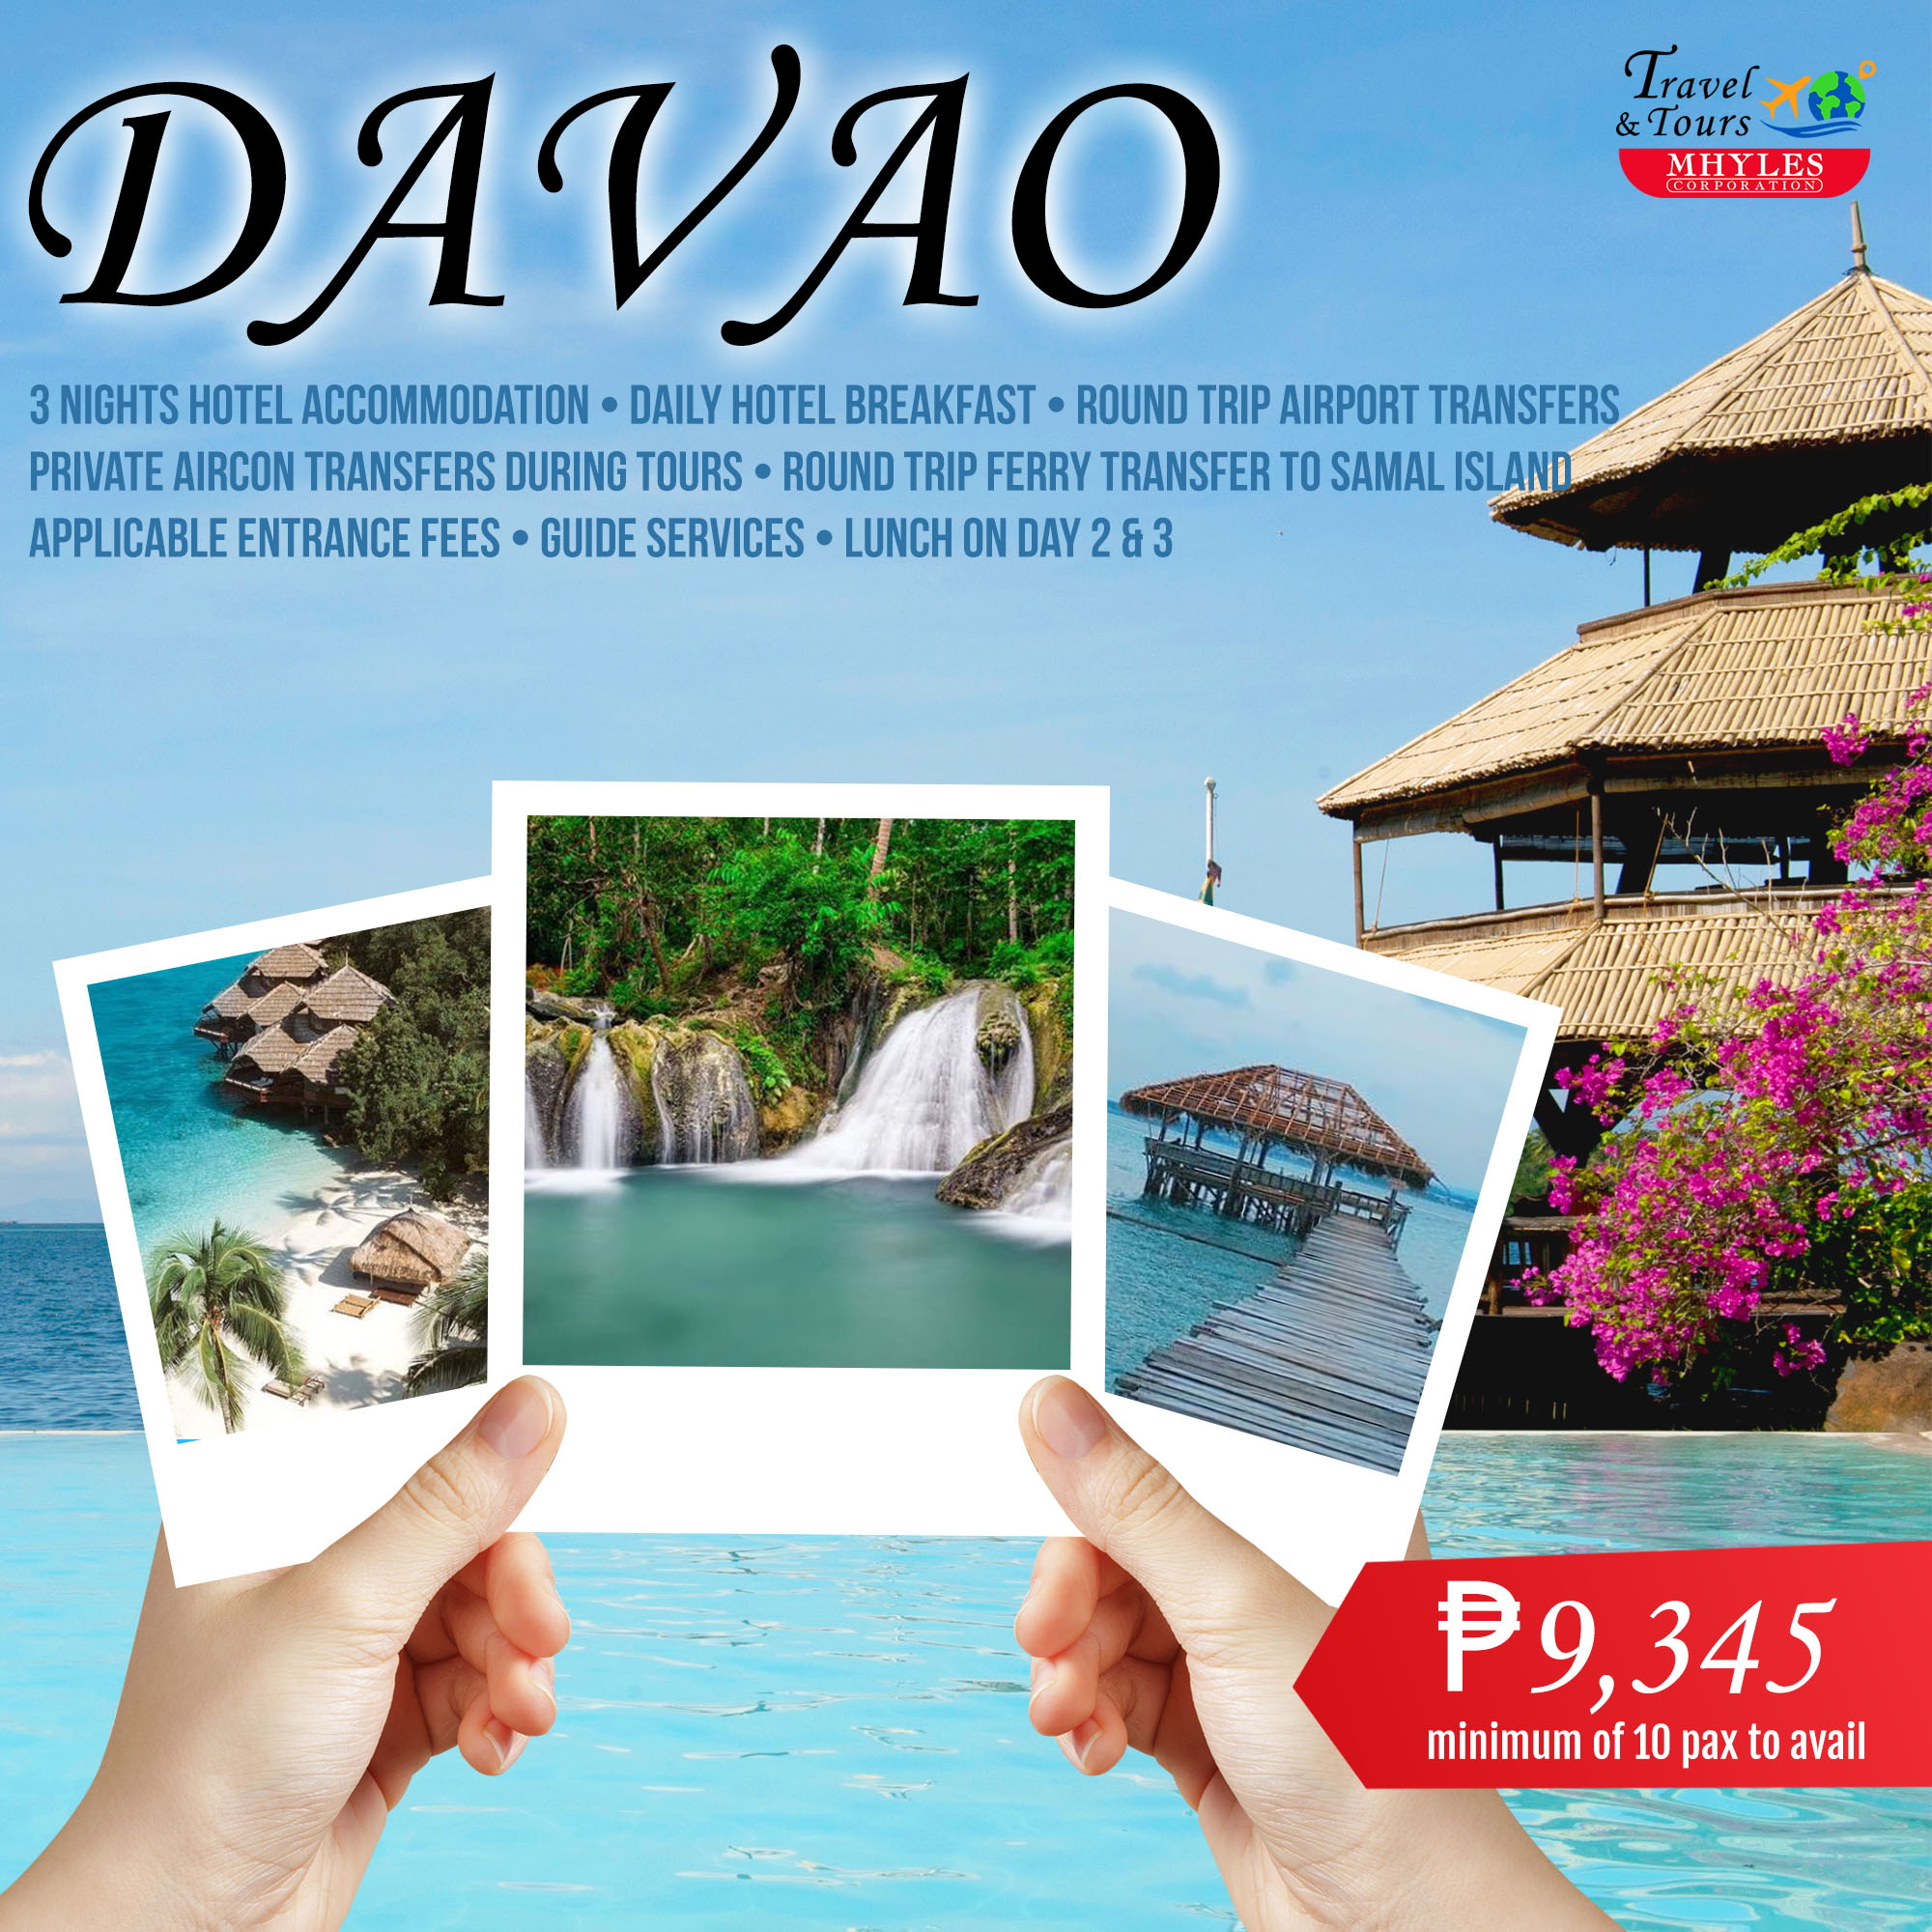 DAVAO
Travel
& Tours
MHYLES
CORPORATION
3 NIGHTS HOTEL ACCOMMODATION • DAILY HOTEL BREAKFAST • ROUND TRIP AIRPORT TRANSFERS
PRIVATE AIRCON TRANSFERS DURING TOURS • ROUND TRIP FERRY TRANSFER TO SAMAL ISLAND
APPLICABLE ENTRANCE FEES • GUIDE SERVICES • LUNCH ON DAY 2 & 3
₱9,345
minimum of 10 pax to avail